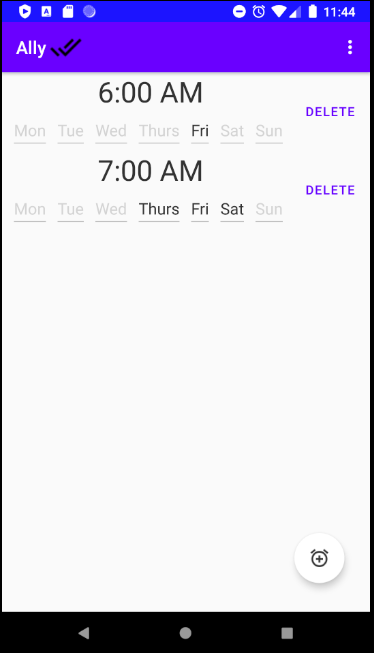 11:44
Ally
6:00 AM
DELETE
Mon Tue Wed Thurs Fri Sat Sun
7:00 AM
DELETE
Mon Tue Wed Thurs Fri Sat Sun